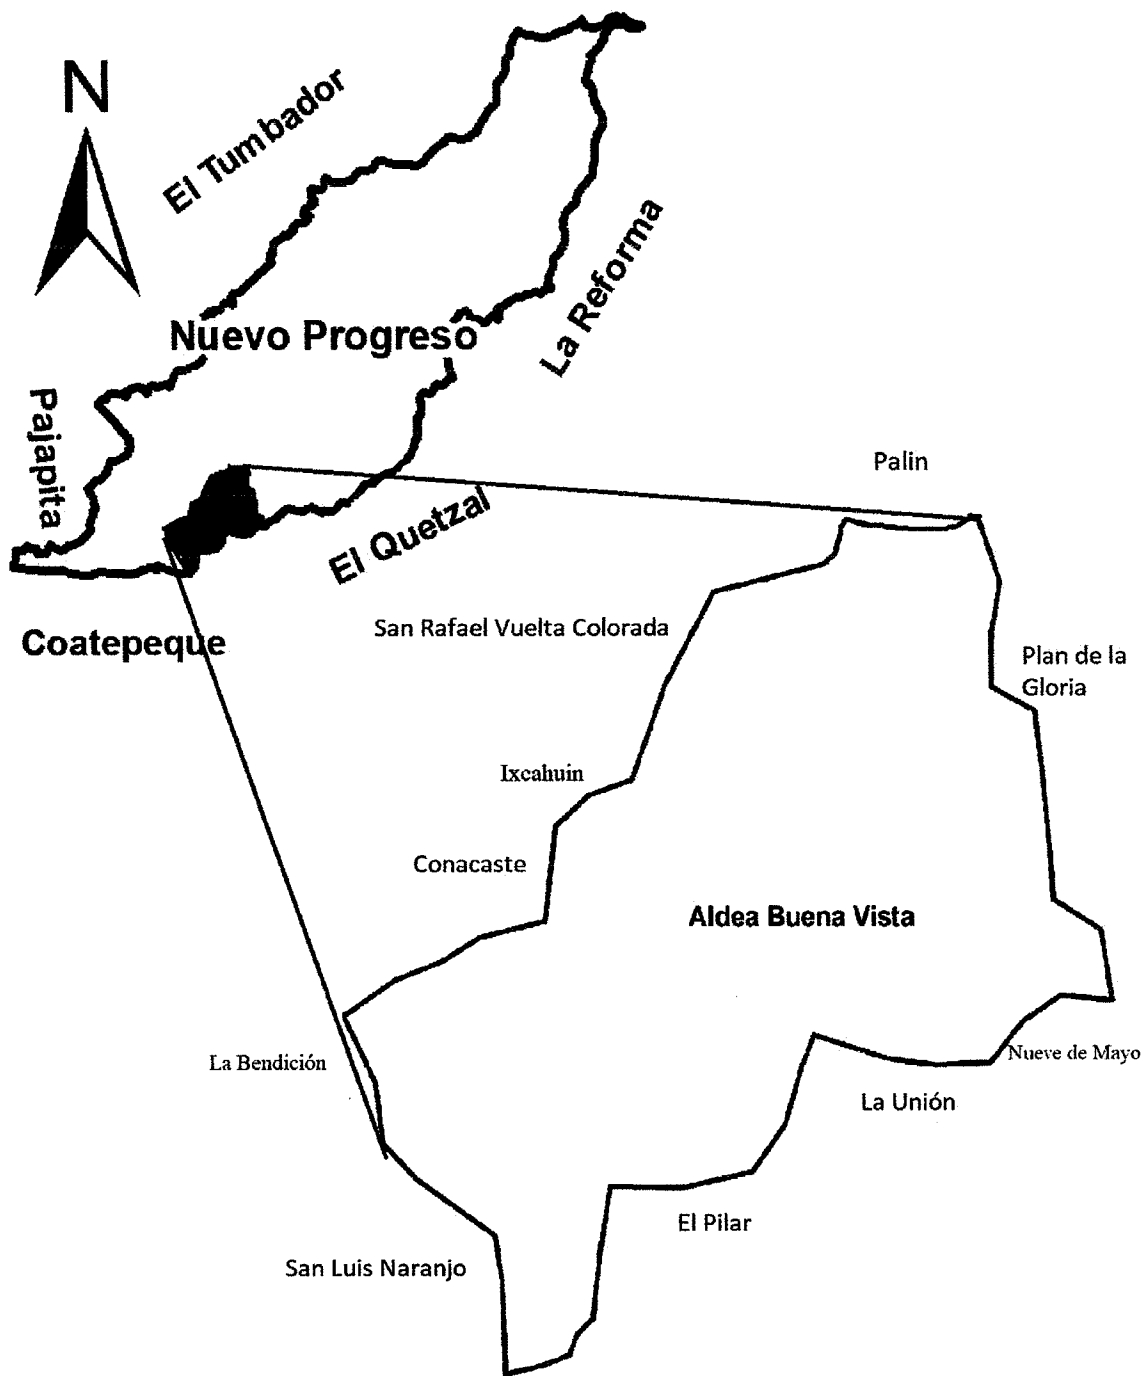 N
El Tumbador
La Reforma
Nuevo Progreso
Pajapita
El Quetzal
Coatepeque
Palin
San Rafael Vuelta Colorada
Plan de la
Gloria
Ixcahuin
Conacaste
Aldea Buena Vista
La Bendición
Nueve de Mayo
La Unión
El Pilar
San Luis Naranjo